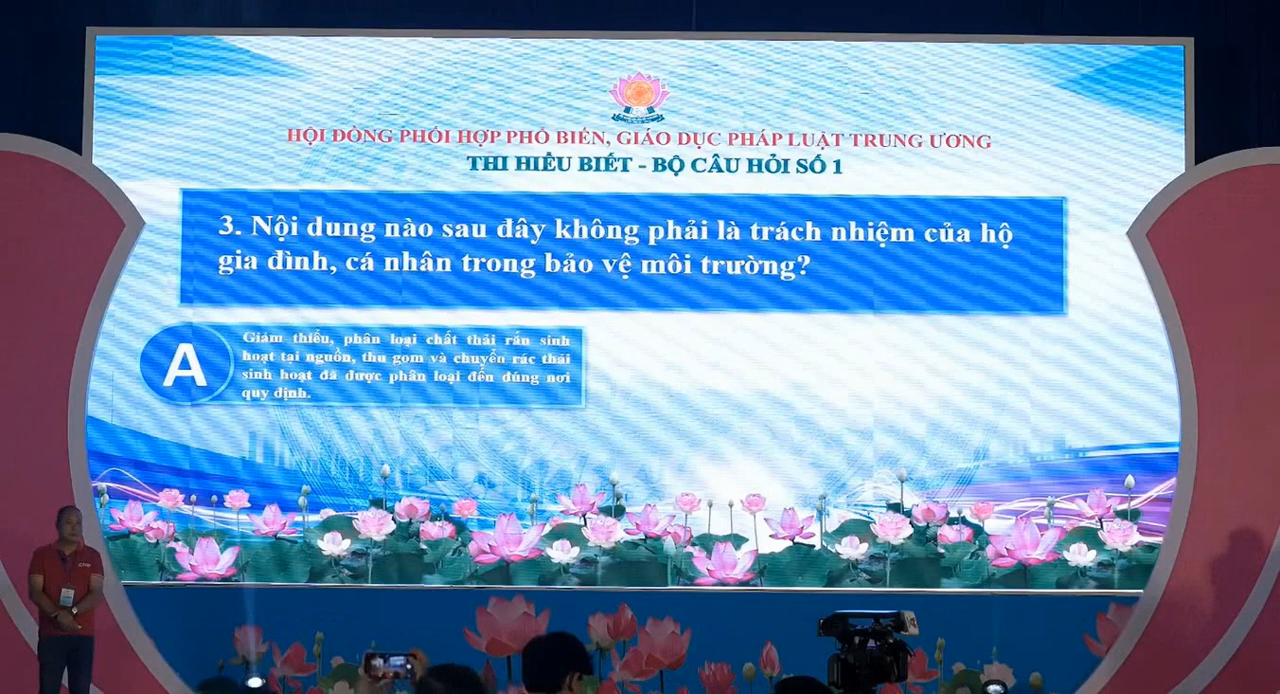 HỘI ĐỒNG PHỐI HỢP PHỔ BIẾN, GIÁO DỤC PHÁP LUẬT TRUNG ƯƠNG
THI HIỂU BIẾT - BỘ CÂU HỎI SỐ 1
3. Nội dung nào sau đây không phải là trách nhiệm của hộ
gia đình, cá nhân trong bảo vệ môi trường?
A
Giảm thiểu, phân loại chất thải rắn sinh
hoạt tại nguồn, thu gom và chuyển rác thải
sinh hoạt đã được phân loại đến đúng nơi
quy định.